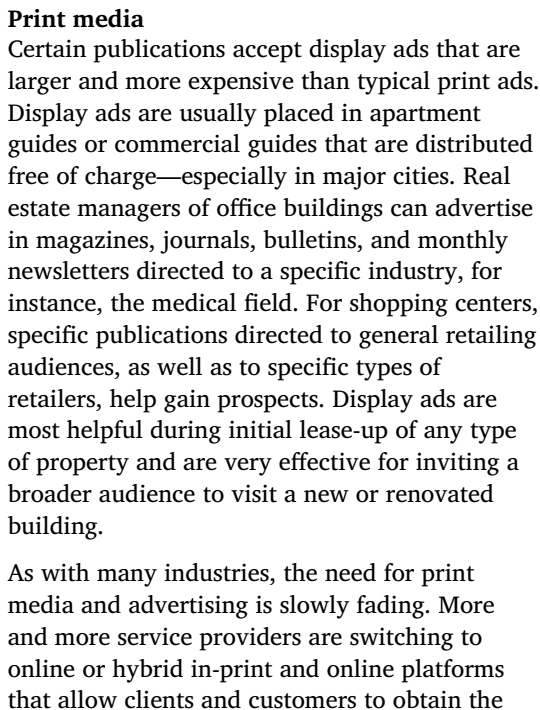 Print media
Certain publications accept display ads that are
larger and more expensive than typical print ads.
Display ads are usually placed in apartment
guides or commercial guides that are distributed
free of charge—especially in major cities. Real
estate managers of office buildings can advertise
in magazines, journals, bulletins, and monthly
newsletters directed to a specific industry, for
instance, the medical field. For shopping centers,
specific publications directed to general retailing
audiences, as well as to specific types of
retailers, help gain prospects. Display ads are
most helpful during initial lease-up of any type
of property and are very effective for inviting a
broader audience to visit a new or renovated
building.
As with many industries, the need for print
media and advertising is slowly fading. More
and more service providers are switching to
online or hybrid in-print and online platforms
that allow clients and customers to obtain the